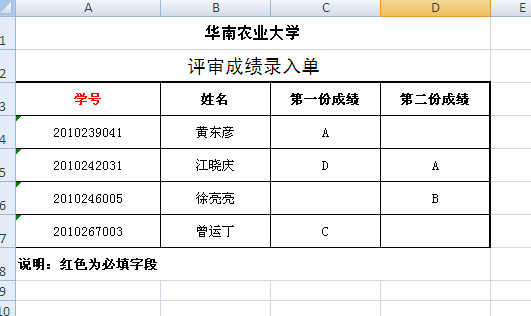 A B C D E
1 华南农业大学
2 评审成绩录入单
3 学号 姓名 第一份成绩 第二份成绩
4 2010239041 黄东彦 A
5 2010242031 江晓庆 D A
6 2010246005 徐亮亮 B
7 2010267003 曾运丁 C
8 说明：红色为必填字段
9
10